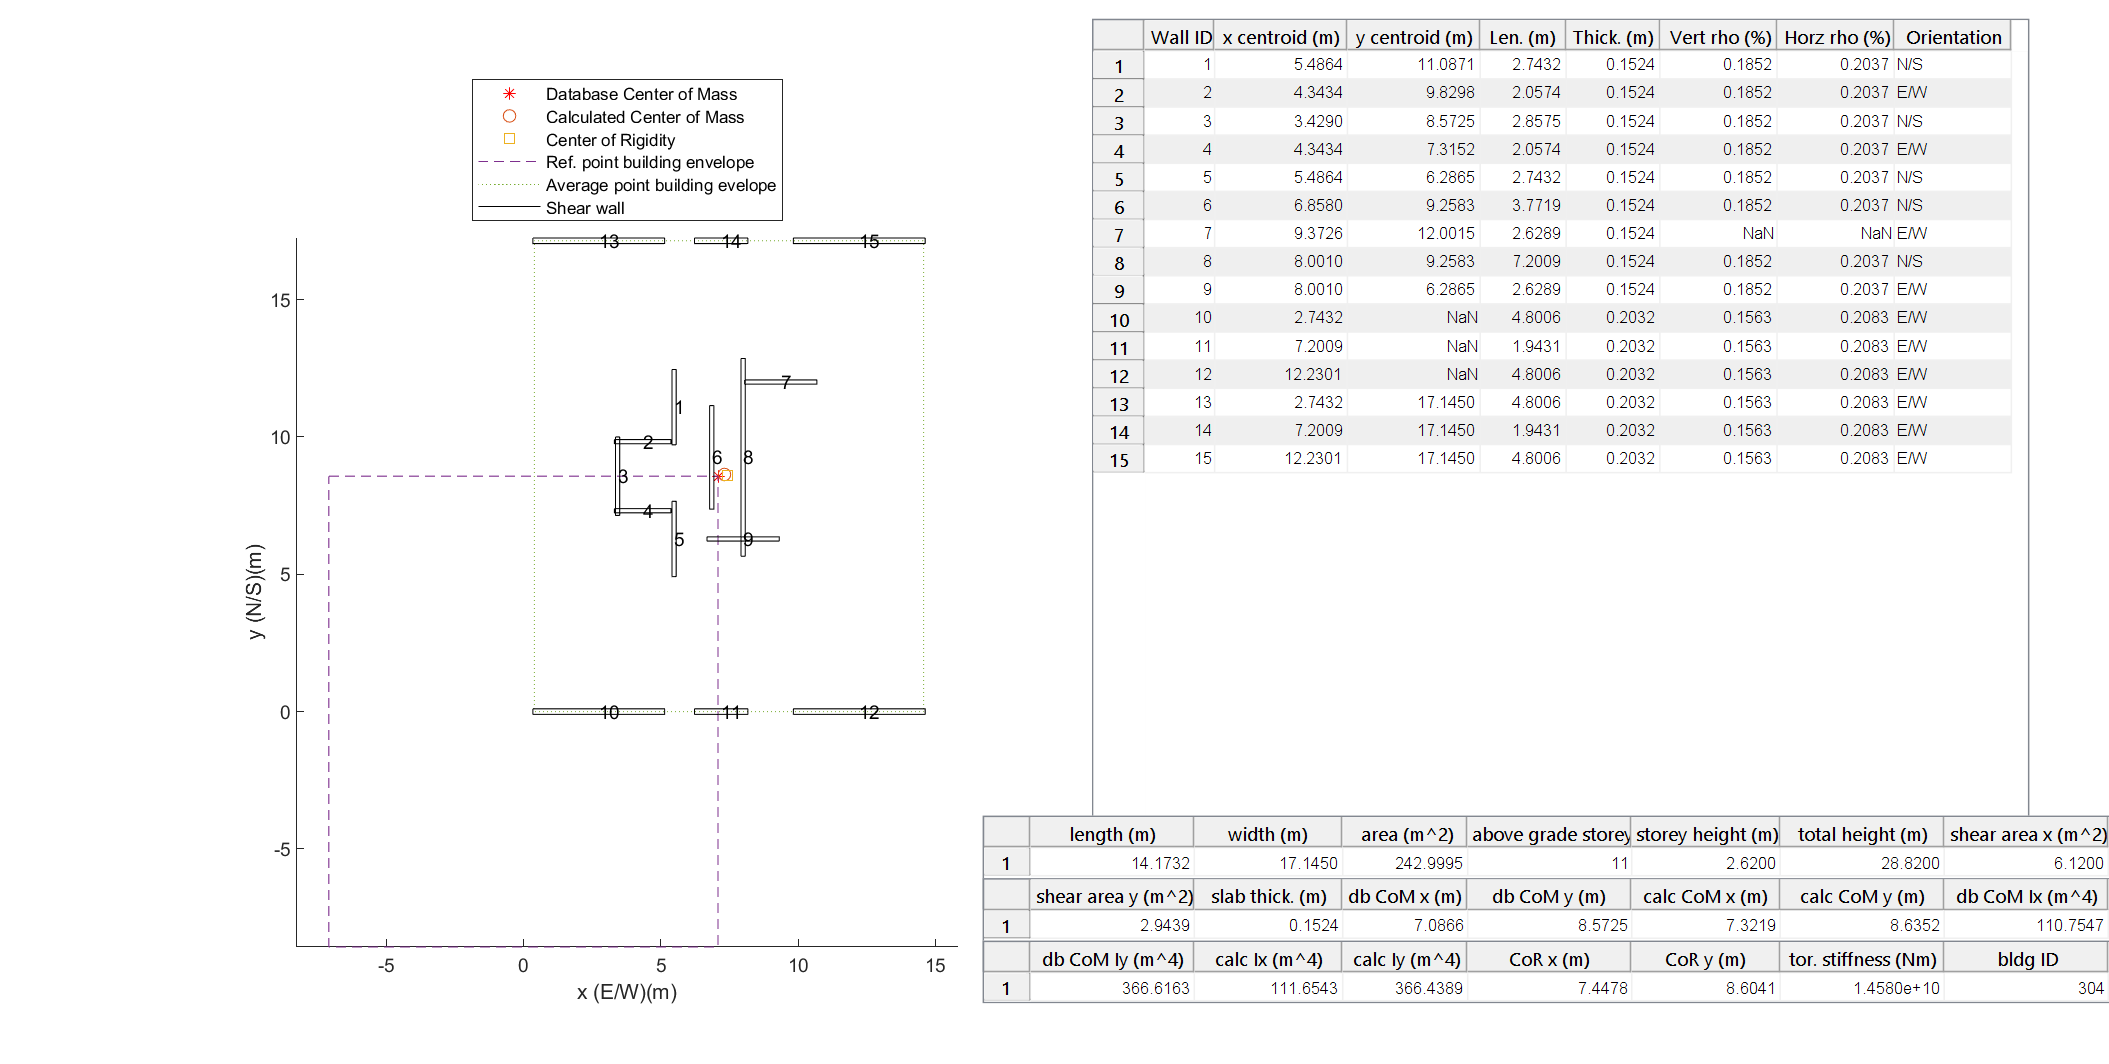 Database Center of Mass
Calculated Center of Mass
Center of Rigidity
Ref. point building envelope
Average point building evelope
Shear wall
13 14 15
15
10
5
0
-5
7
1
2
6 8
3
4
5 9
10 11 12
-5 0 5 10 15
x (E/W)(m)
y (N/S)(m)
Wall ID x centroid (m) y centroid (m) Len. (m) Thick. (m) Vert rho (%) Horz rho (%) Orientation
1 1 5.4864 11.0871 2.7432 0.1524 0.1852 0.2037 N/S
2 2 4.3434 9.8298 2.0574 0.1524 0.1852 0.2037 E/W
3 3 3.4290 8.5725 2.8575 0.1524 0.1852 0.2037 N/S
4 4 4.3434 7.3152 2.0574 0.1524 0.1852 0.2037 E/W
5 5 5.4864 6.2865 2.7432 0.1524 0.1852 0.2037 N/S
6 6 6.8580 9.2583 3.7719 0.1524 0.1852 0.2037 N/S
7 7 9.3726 12.0015 2.6289 0.1524 NaN NaN E/W
8 8 8.0010 9.2583 7.2009 0.1524 0.1852 0.2037 N/S
9 9 8.0010 6.2865 2.6289 0.1524 0.1852 0.2037 E/W
10 10 2.7432 NaN 4.8006 0.2032 0.1563 0.2083 E/W
11 11 7.2009 NaN 1.9431 0.2032 0.1563 0.2083 E/W
12 12 12.2301 NaN 4.8006 0.2032 0.1563 0.2083 E/W
13 13 2.7432 17.1450 4.8006 0.2032 0.1563 0.2083 E/W
14 14 7.2009 17.1450 1.9431 0.2032 0.1563 0.2083 E/W
15 15 12.2301 17.1450 4.8006 0.2032 0.1563 0.2083 E/W
length (m) width (m) area (m^2) above grade storey storey height (m) total height (m) shear area x (m^2)
1 14.1732 17.1450 242.9995 11 2.6200 28.8200 6.1200
shear area y (m^2) slab thick. (m) db CoM x (m) db CoM y (m) calc CoM x (m) calc CoM y (m) db CoM Ix (m^4)
1 2.9439 0.1524 7.0866 8.5725 7.3219 8.6352 110.7547
db CoM Iy (m^4) calc Ix (m^4) calc Iy (m^4) CoR x (m) CoR y (m) tor. stiffness (Nm) bldg ID
1 366.6163 111.6543 366.4389 7.4478 8.6041 1.4580e+10 304